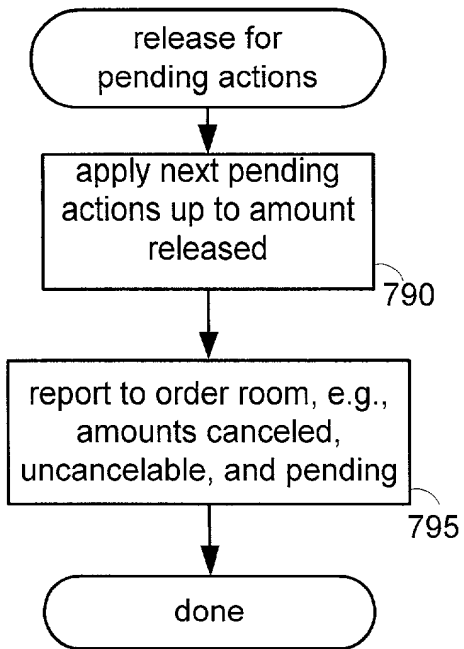 release for
pending actions
apply next pending
actions up to amount
released
790
report to order room, e.g.,
amounts canceled,
uncancelable, and pending
795
done